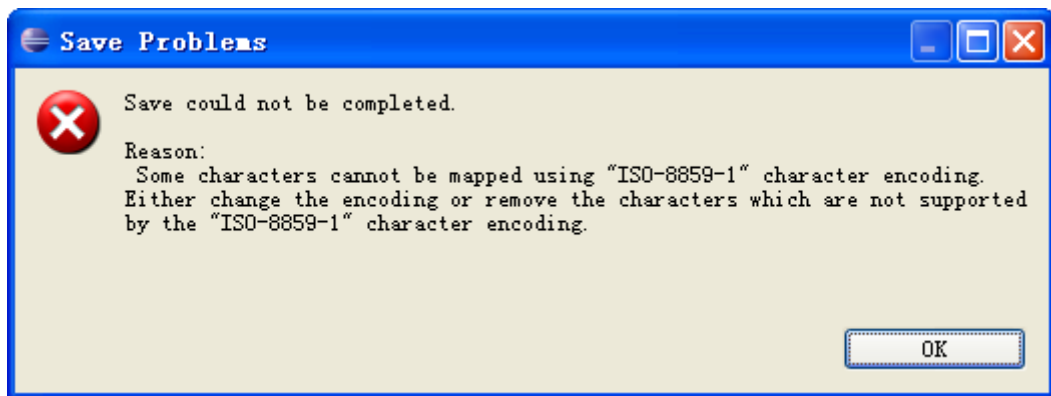 Save Problems
Save could not be completed.
Reason:
Some characters cannot be mapped using "ISO-8859-1" character encoding.
Either change the encoding or remove the characters which are not supported
by the "ISO-8859-1" character encoding.
OK